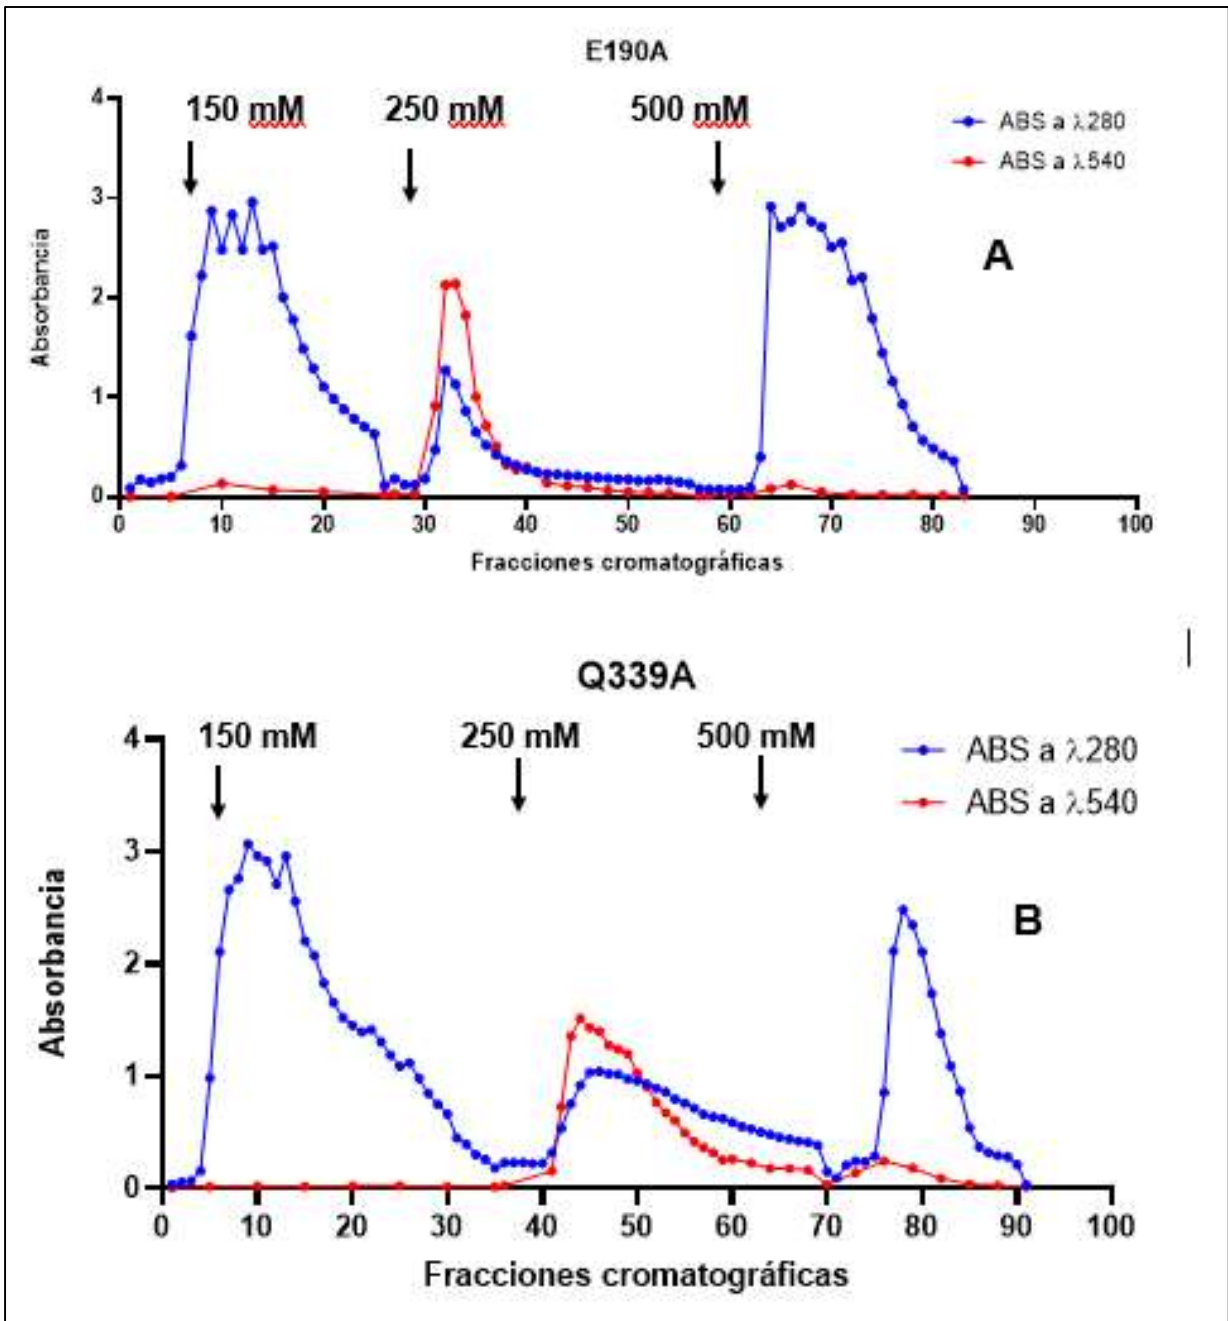 E190A
150 mM 250 mM 500 mM
ABS a λ280
ABS a λ540
A
4
3
2
1
0
Absorbancia
0 10 20 30 40 50 60 70 80 90 100
Fracciones cromatográficas
Q339A
150 mM 250 mM 500 mM
ABS a λ280
ABS a λ540
B
4
3
2
1
0
Absorbancia
0 10 20 30 40 50 60 70 80 90 100
Fracciones cromatográficas